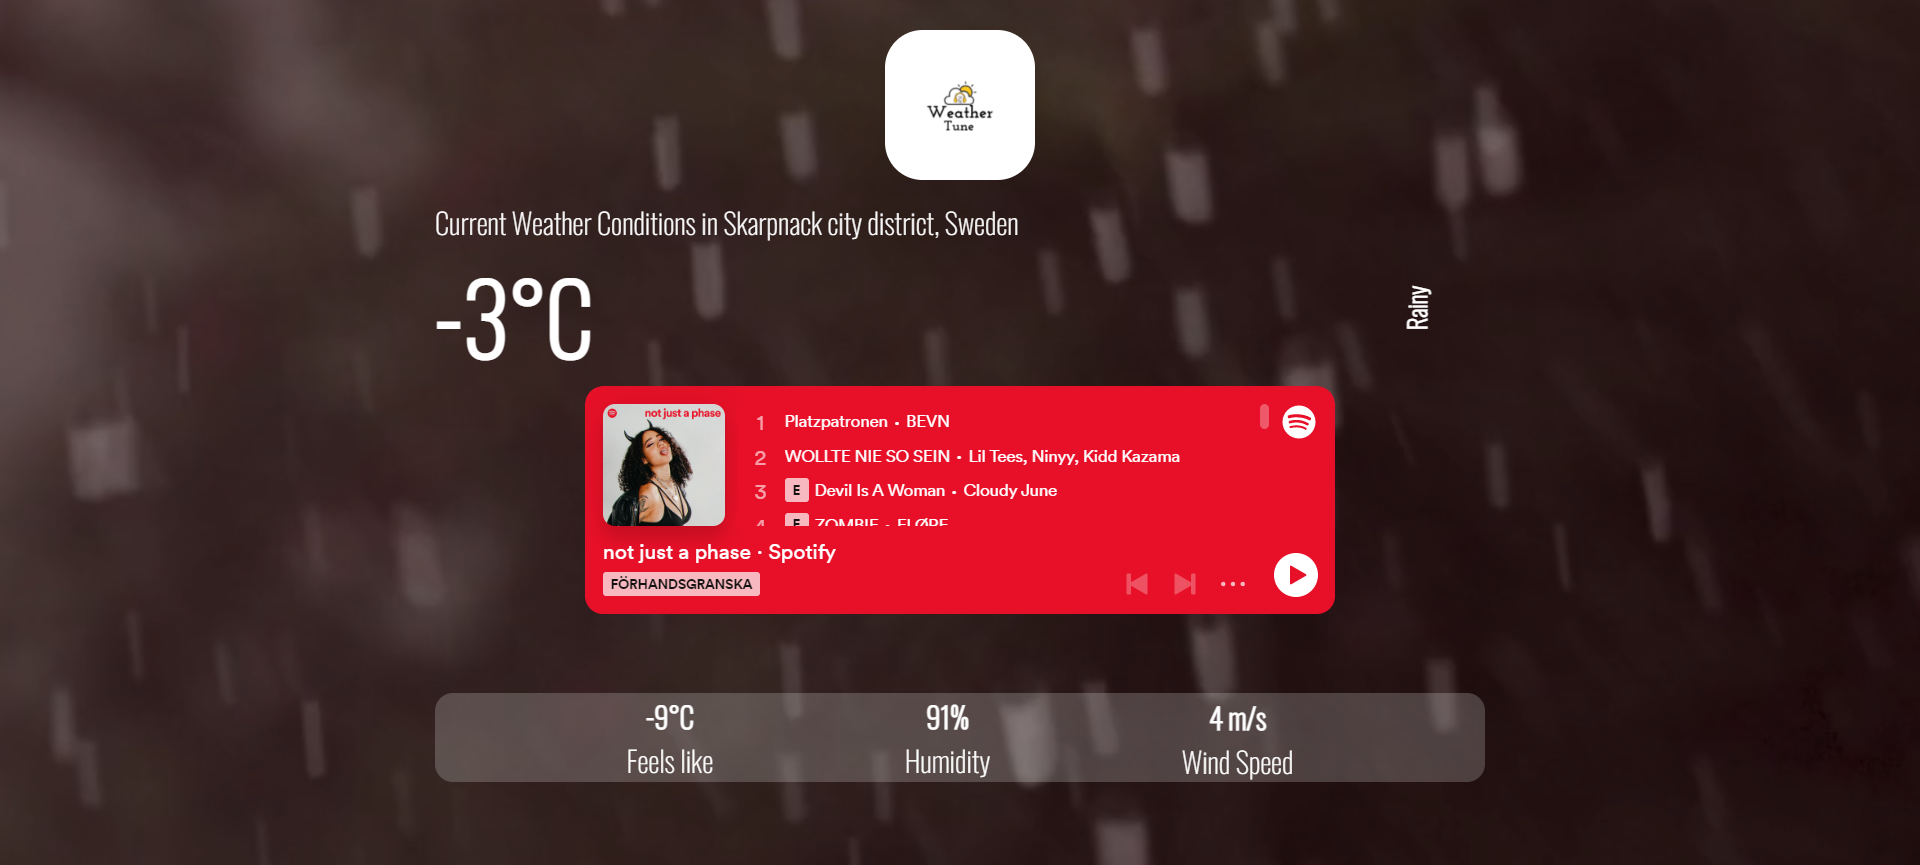 Weather
Tune
Current Weather Conditions in Skarpnack city district, Sweden
-3°C
Rainy
not just a phase
1 Platzpatronen • BEVN
2 WOLLTE NIE SO SEIN • Lil Tees, Ninyy, Kidd Kazama
3 E Devil Is A Woman • Cloudy June
4 E ZOMBIE • FLØRE
not just a phase · Spotify
FÖRHANDSGRANSKA
-9°C
Feels like
91%
Humidity
4 m/s
Wind Speed